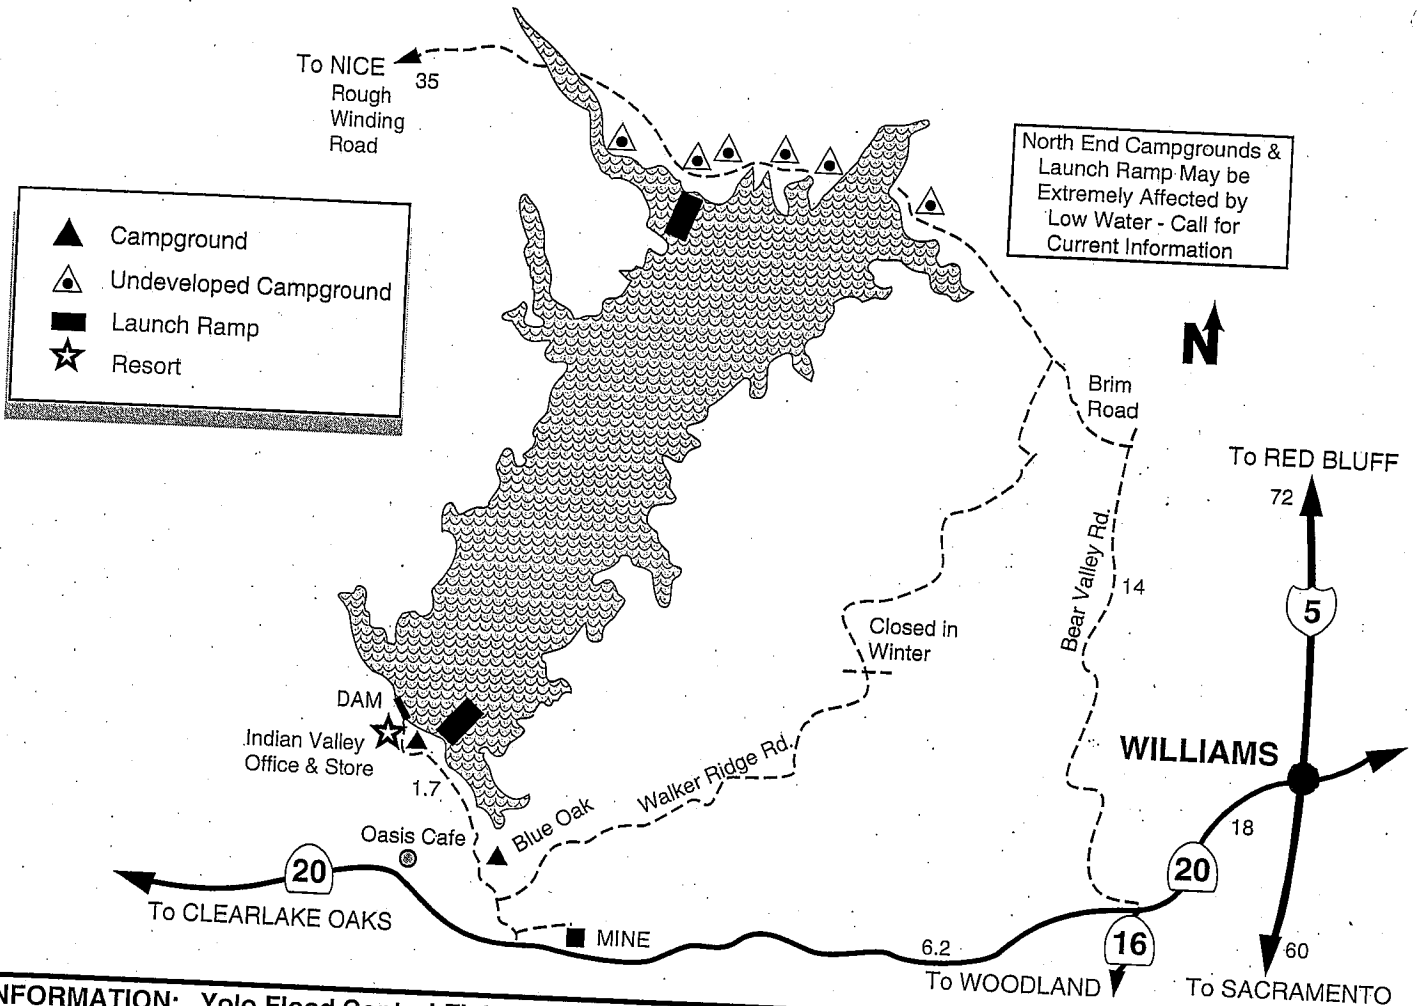 To NICE
35
Rough
Winding
Road
North End Campgrounds &
Launch Ramp May be
Extremely Affected by
Low Water - Call for
Current Information
Campground
Undeveloped Campground
Launch Ramp
Resort
N
Brim
Road
To RED BLUFF
72
5
Bear Valley Rd.
14
Closed in
Winter
DAM
Indian Valley
Office & Store
1.7
Walker Ridge Rd.
WILLIAMS
18
Oasis Cafe
Blue Oak
20
20
To CLEARLAKE OAKS
MINE
6.2
16
60
To WOODLAND
To SACRAMENTO